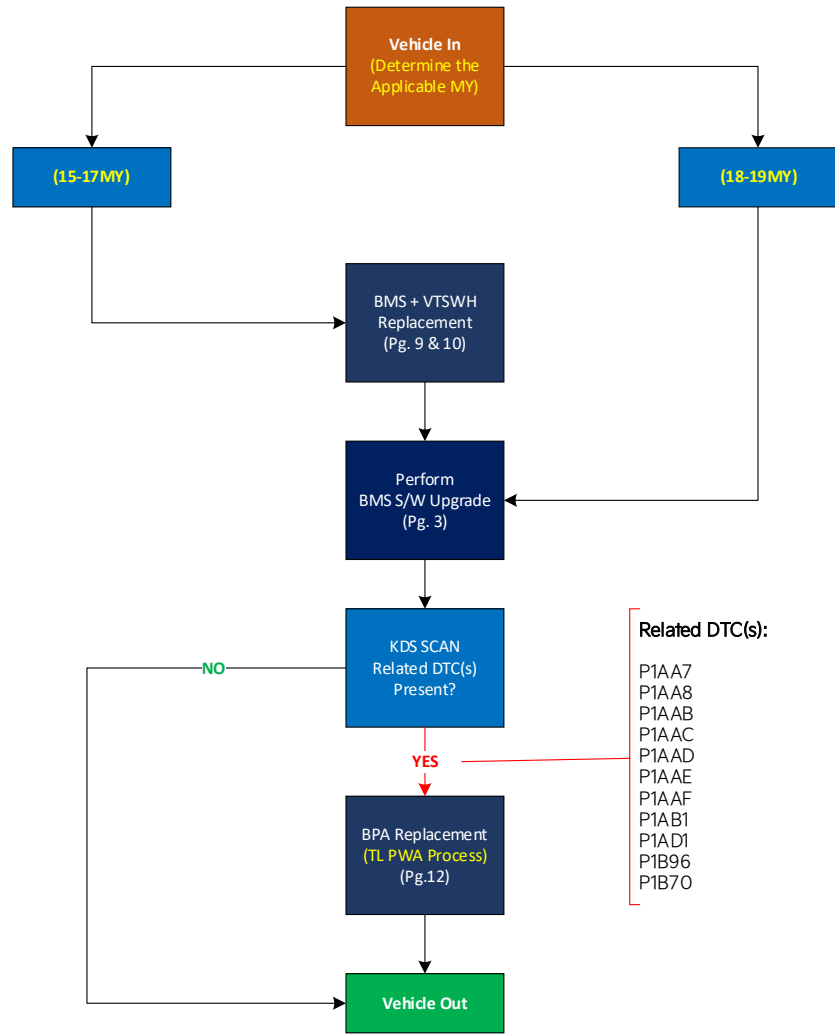 Vehicle In
(Determine the
Applicable MY)
(15-17MY)
(18-19MY)
BMS + VTSWH
Replacement
(Pg. 9 & 10)
Perform
BMS S/W Upgrade
(Pg. 3)
KDS SCAN
Related DTC(s)
Present?
NO
YES
Related DTC(s):
P1AA7
P1AA8
P1AAB
P1AAC
P1AAD
P1AAE
P1AAF
P1AB1
P1AD1
P1B96
P1B70
BPA Replacement
(TL PWA Process)
(Pg.12)
Vehicle Out